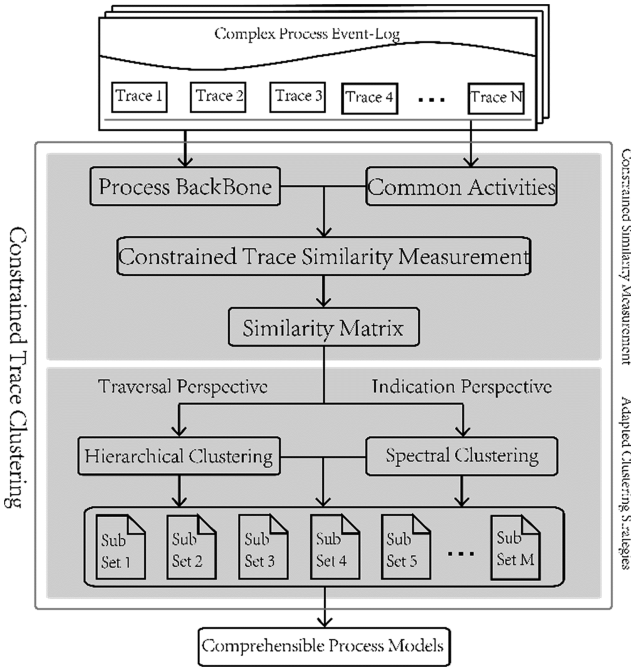 Complex Process Event-Log
Trace 1
Trace 2
Trace 3
Trace 4
...
Trace N
Process BackBone
Common Activities
Constrained Trace Similarity Measurement
Similarity Matrix
Constrained Similarity Measurement
Constrained Trace Clustering
Traversal Perspective
Indication Perspective
Hierarchical Clustering
Spectral Clustering
Adapted Clustering Strategies
Sub
Set 1
Sub
Set 2
Sub
Set 3
Sub
Set 4
Sub
Set 5
...
Sub
Set M
Comprehensible Process Models